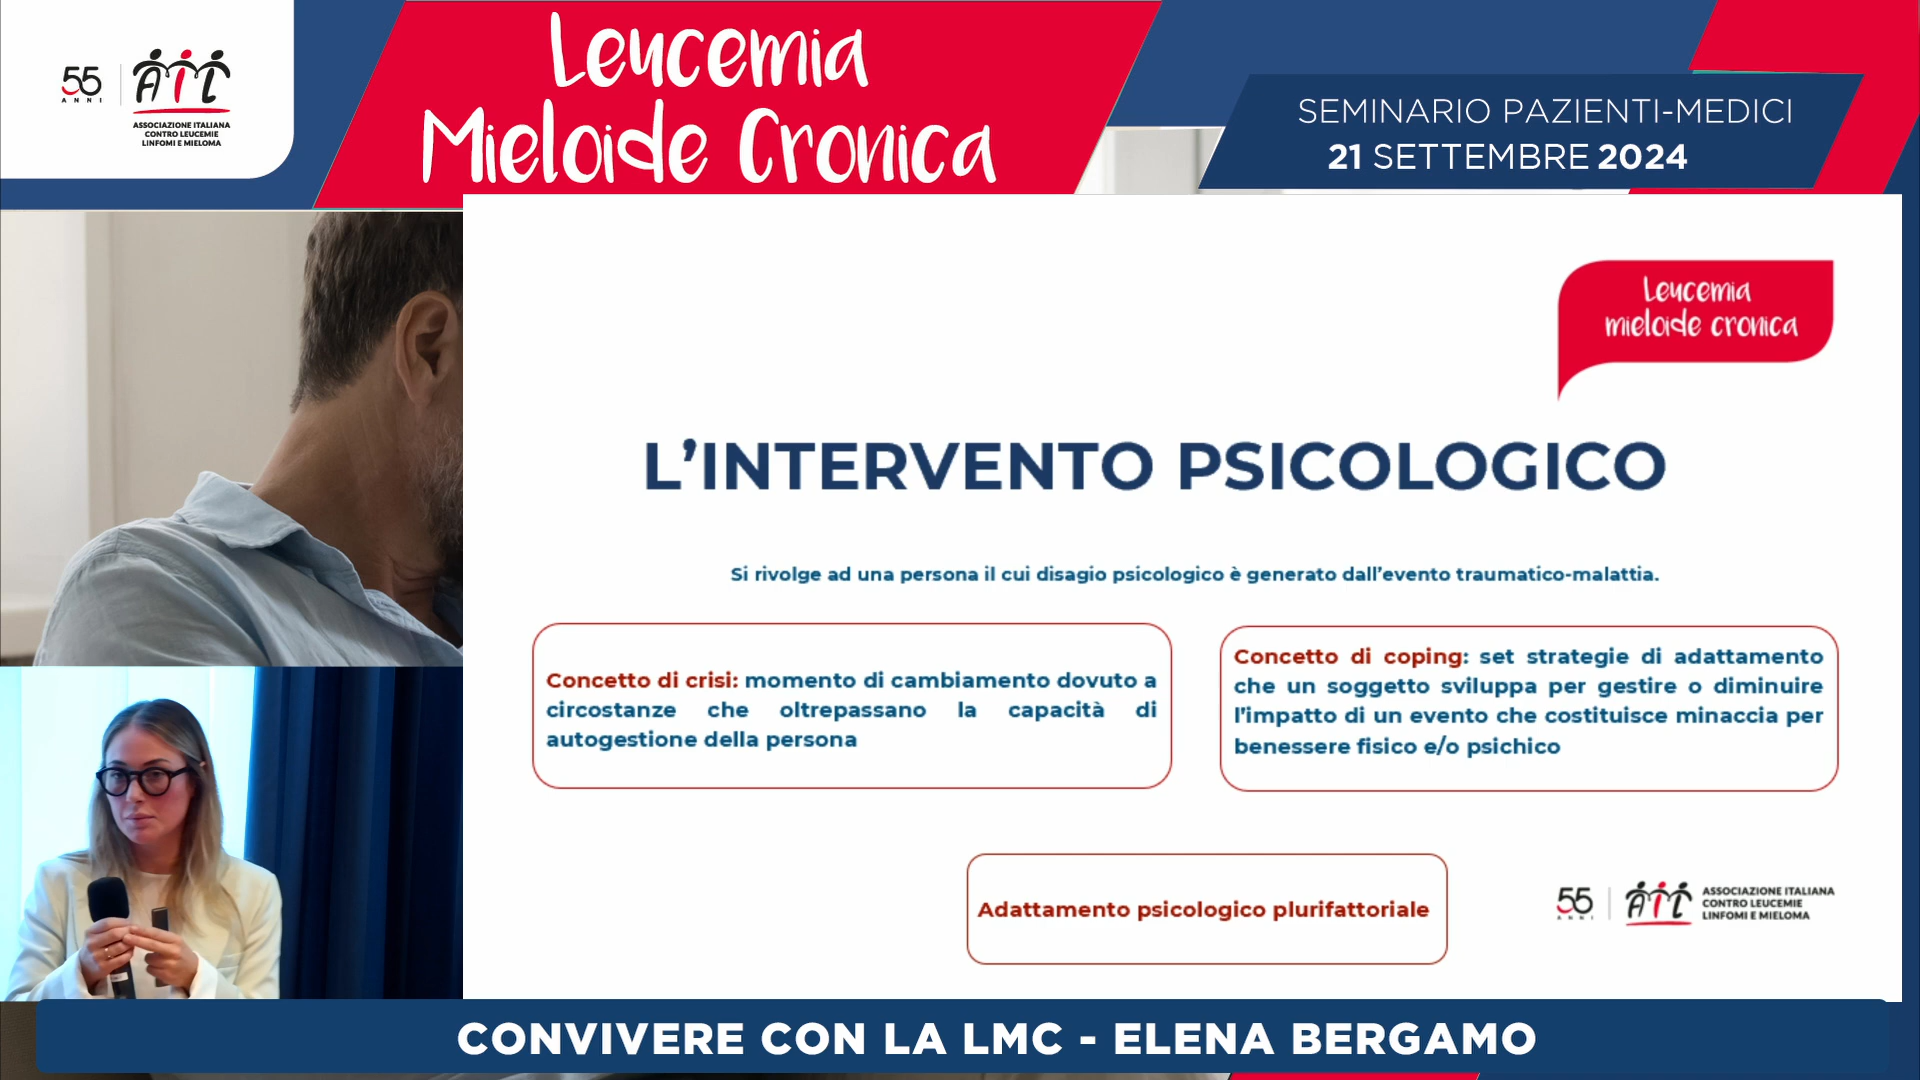 55
ANNI
AIL
ASSOCIAZIONE ITALIANA
CONTRO LEUCEMIE
LINFOMI E MIELOMA
Leucemia
Mieloide Cronica
SEMINARIO PAZIENTI-MEDICI
21 SETTEMBRE 2024
Leucemia
mieloide cronica
L’INTERVENTO PSICOLOGICO
Si rivolge ad una persona il cui disagio psicologico è generato dall’evento traumatico-malattia.
Concetto di crisi: momento di cambiamento dovuto a
circostanze che oltrepassano la capacità di
autogestione della persona
Concetto di coping: set strategie di adattamento
che un soggetto sviluppa per gestire o diminuire
l’impatto di un evento che costituisce minaccia per
benessere fisico e/o psichico
Adattamento psicologico plurifattoriale
55
ANNI
AIL
ASSOCIAZIONE ITALIANA
CONTRO LEUCEMIE
LINFOMI E MIELOMA
CONVIVERE CON LA LMC - ELENA BERGAMO